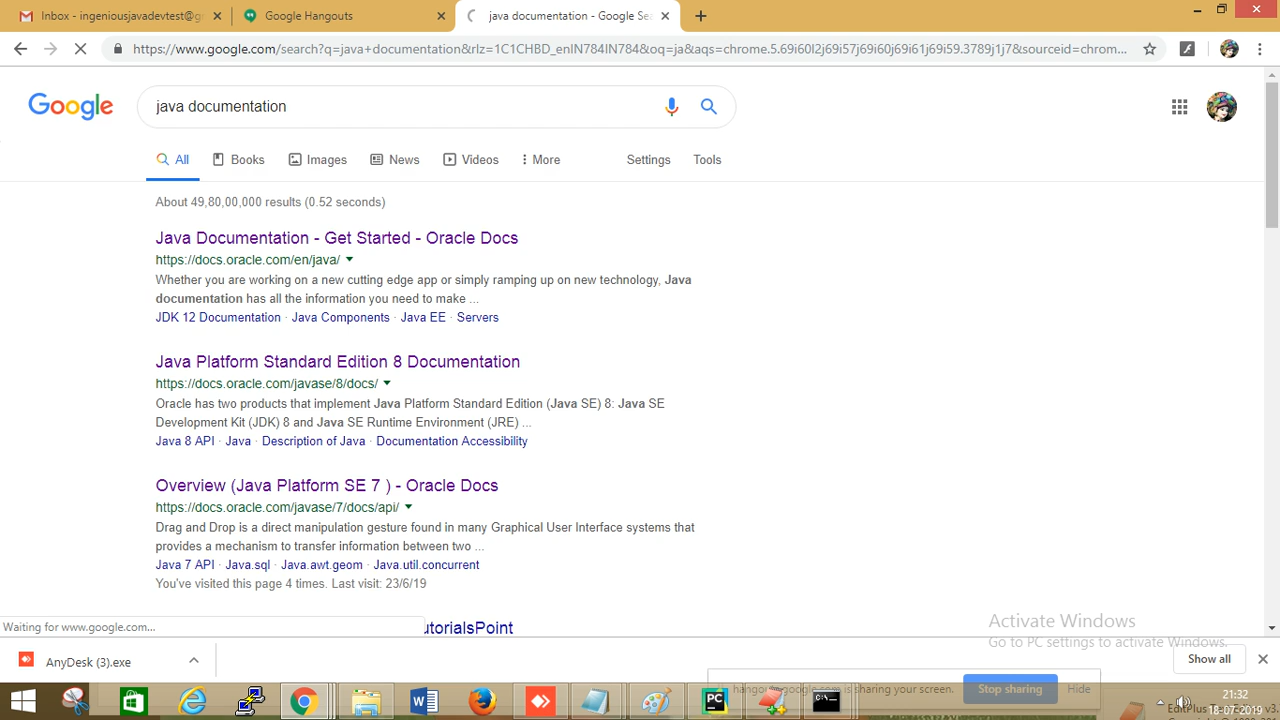 Inbox - ingeniousjavadevtest@g
Google Hangouts
java documentation - Google Sea
https://www.google.com/search?q=java+documentation&rlz=1C1CHBD_enIN784IN784&oq=ja&aqs=chrome.5.69i60l2j69i57j69i60j69i61j69i59.3789j1j7&sourceid=chrom...
Google
java documentation
All
Books
Images
News
Videos
More
Settings
Tools
About 49,80,00,000 results (0.52 seconds)
Java Documentation - Get Started - Oracle Docs
https://docs.oracle.com/en/java/
Whether you are working on a new cutting edge app or simply ramping up on new technology, Java
documentation has all the information you need to make ...
JDK 12 Documentation · Java Components · Java EE · Servers
Java Platform Standard Edition 8 Documentation
https://docs.oracle.com/javase/8/docs/
Oracle has two products that implement Java Platform Standard Edition (Java SE) 8: Java SE
Development Kit (JDK) 8 and Java SE Runtime Environment (JRE) ...
Java 8 API · Java · Description of Java · Documentation Accessibility
Overview (Java Platform SE 7 ) - Oracle Docs
https://docs.oracle.com/javase/7/docs/api/
Drag and Drop is a direct manipulation gesture found in many Graphical User Interface systems that
provides a mechanism to transfer information between two ...
Java 7 API · Java.sql · Java.awt.geom · Java.util.concurrent
You've visited this page 4 times. Last visit: 23/6/19
Waiting for www.google.com...
utorialsPoint
Activate Windows
Go to PC settings to activate Windows.
AnyDesk (3).exe
Show all
hangouts.google.com is sharing your screen.
Stop sharing
Hide
PC
21:32
18-07-2019
EditPlus v3.